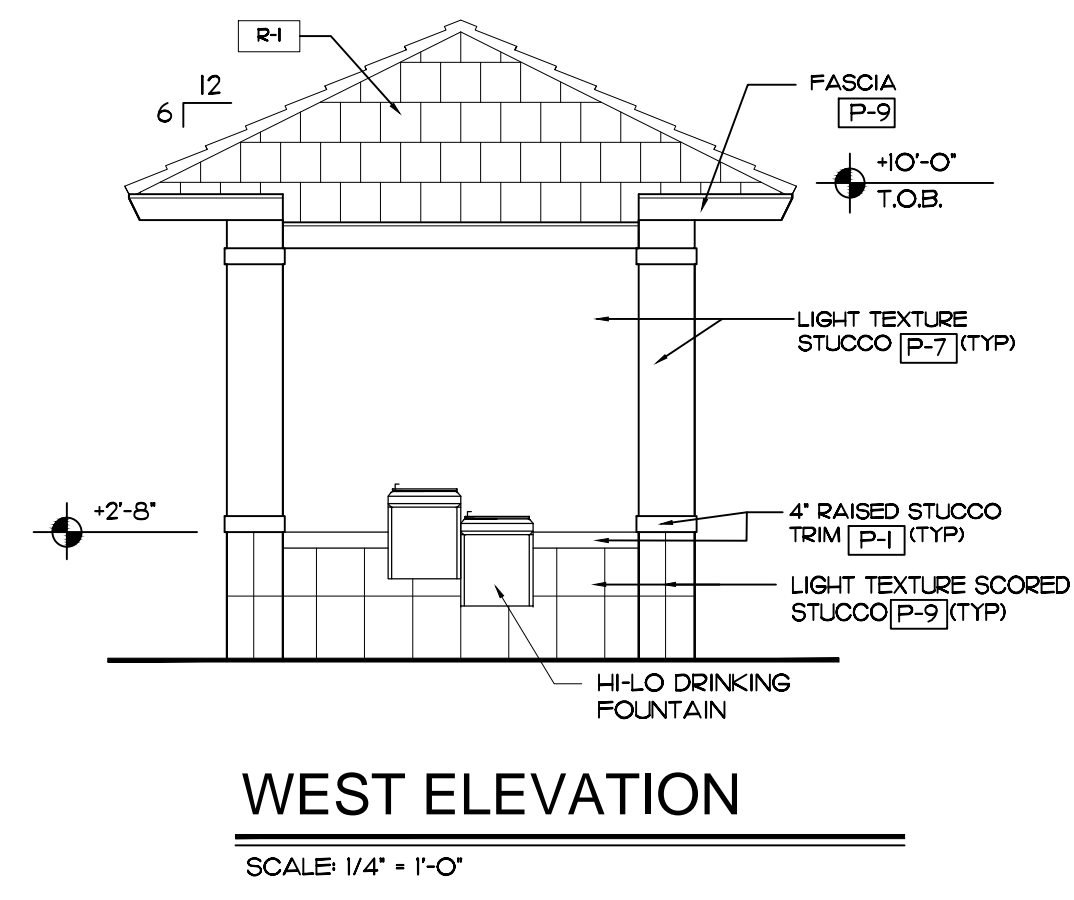 R-1
12
6
FASCIA
P-9
+10'-0"
T.O.B.
LIGHT TEXTURE
STUCCO P-7 (TYP)
+2'-8"
4" RAISED STUCCO
TRIM P-1 (TYP)
LIGHT TEXTURE SCORED
STUCCO P-9 (TYP)
HI-LO DRINKING
FOUNTAIN
WEST ELEVATION
SCALE: 1/4" = 1'-0"